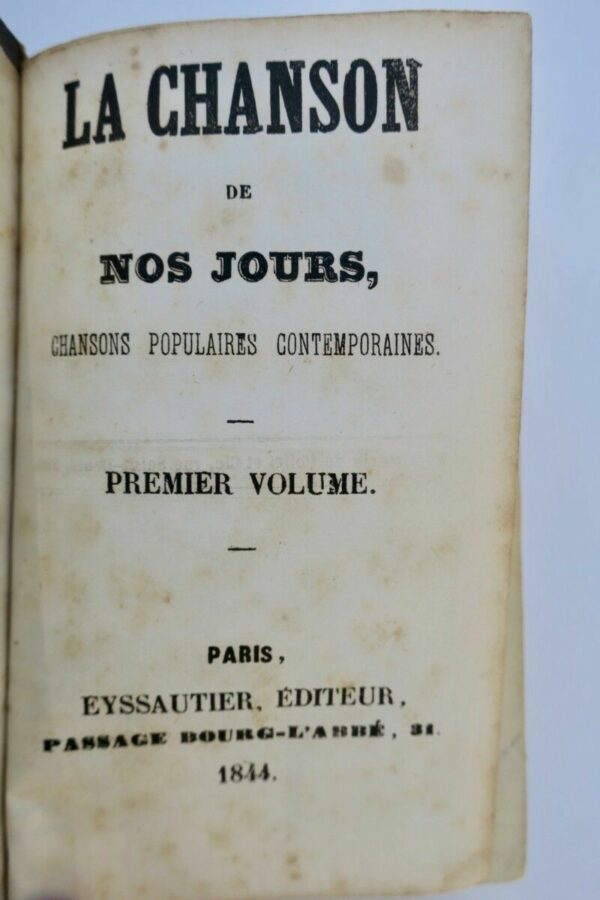 LA CHANSON
DE
NOS JOURS,
CHANSONS POPULAIRES CONTEMPORAINES.
PREMIER VOLUME.
PARIS,
EYSSAUTIER, ÉDITEUR,
PASSAGE BOURG-L'ABBÉ, 31.
1844.